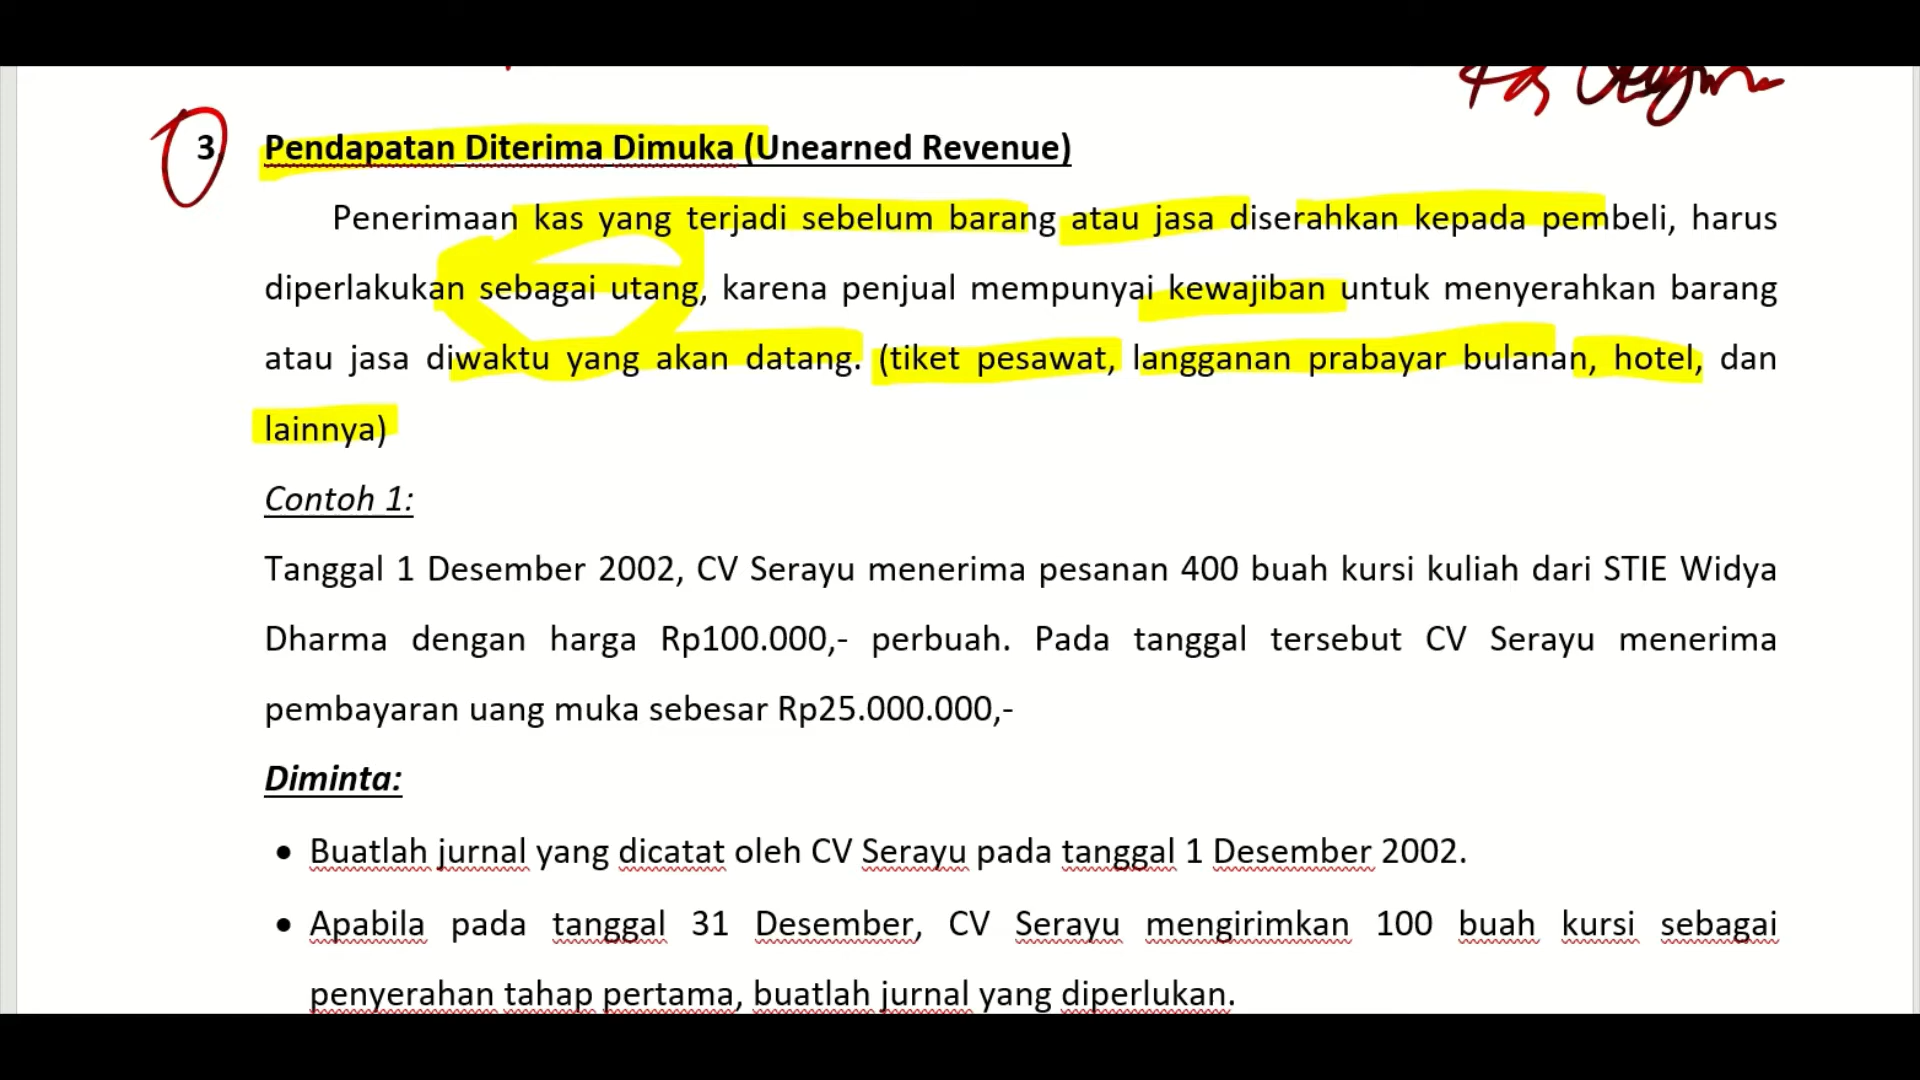 3. Pendapatan Diterima Dimuka (Unearned Revenue)
Penerimaan kas yang terjadi sebelum barang atau jasa diserahkan kepada pembeli, harus
diperlakukan sebagai utang, karena penjual mempunyai kewajiban untuk menyerahkan barang
atau jasa diwaktu yang akan datang. (tiket pesawat, langganan prabayar bulanan, hotel, dan
lainnya)
Contoh 1:
Tanggal 1 Desember 2002, CV Serayu menerima pesanan 400 buah kursi kuliah dari STIE Widya
Dharma dengan harga Rp100.000,- perbuah. Pada tanggal tersebut CV Serayu menerima
pembayaran uang muka sebesar Rp25.000.000,-
Diminta:
• Buatlah jurnal yang dicatat oleh CV Serayu pada tanggal 1 Desember 2002.
• Apabila pada tanggal 31 Desember, CV Serayu mengirimkan 100 buah kursi sebagai
penyerahan tahap pertama, buatlah jurnal yang diperlukan.